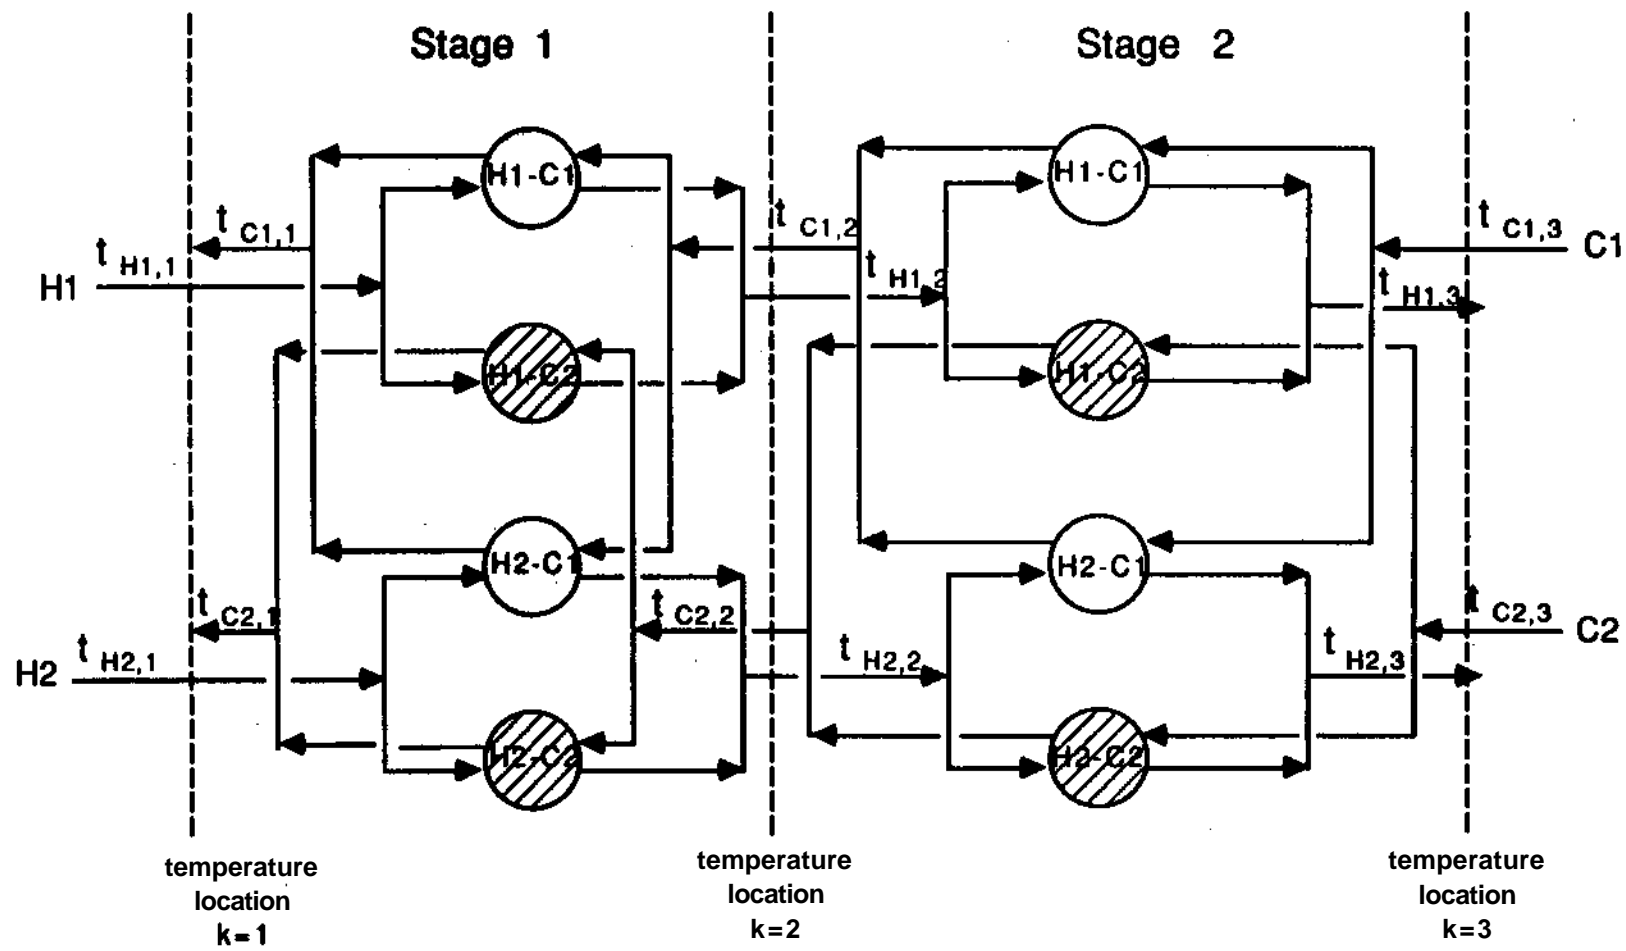 Stage 1
Stage 2
H1-C1
H1-C1
t C1,1
t C1,2
t C1,3
C1
t H1,1
H1
t H1,2
t H1,3
H1-C2
H1-C2
H2-C1
H2-C1
t C2,1
t C2,2
t C2,3
C2
t H2,1
H2
t H2,2
t H2,3
H2-C2
H2-C2
temperature
location
k=1
temperature
location
k=2
temperature
location
k=3